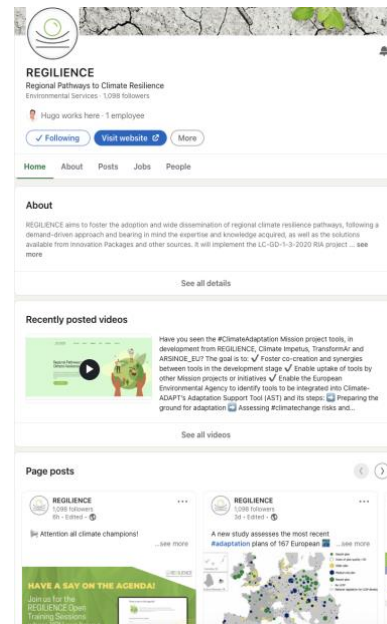 REGILIENCE
Regional Pathways to Climate Resilience
Environmental Services · 1,098 followers
Hugo works here · 1 employee
✓ Following
Visit website
More
Home About Posts Jobs People
About
REGILIENCE aims to foster the adoption and wide dissemination of regional climate resilience pathways, following a
demand-driven approach and bearing in mind the expertise and knowledge acquired, as well as the solutions
available from Innovation Packages and other sources. It will implement the LC-GD-1-3-2020 RIA project ... see
more
See all details
Recently posted videos
Have you seen the #ClimateAdaptation Mission project tools, in
development from REGILIENCE, Climate Impetus, TransformAr and
ARSINOE_EU? The goal is to: ✓ Foster co-creation and synergies
between tools in the development stage ✓ Enable uptake of tools by
other Mission projects or initiatives ✓ Enable the European
Environmental Agency to identify tools to be integrated into Climate-
ADAPT's Adaptation Support Tool (AST) and its steps: ➡ Preparing the
ground for adaptation ➡ Assessing #climatechange risks and...
See all videos
Page posts
REGILIENCE
1,098 followers
6h · Edited ·
Attention all climate champions!
...see more
HAVE A SAY ON THE AGENDA!
Join us for the
REGILIENCE Open
Training Sessions
REGILIENCE
1,098 followers
3d · Edited ·
A new study assesses the most recent
#adaptation plans of 167 European
...see more